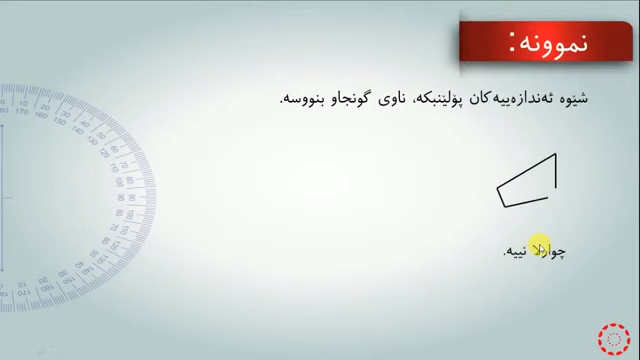 نموونە:
شێوە ئەندازەییەکان پۆلێنبکە، ناوی گونجاو بنووسە.
چوارلا نییە.